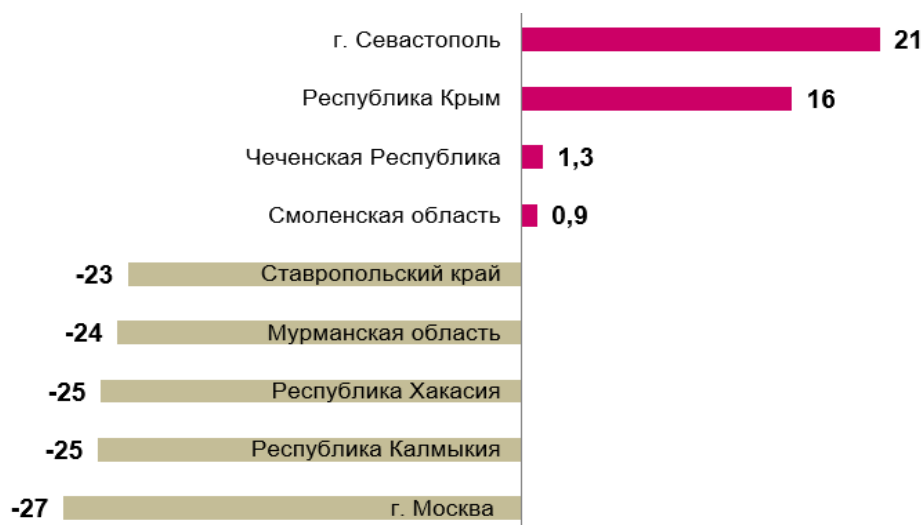 г. Севастополь 21
Республика Крым 16
Чеченская Республика 1,3
Смоленская область 0,9
-23 Ставропольский край
-24 Мурманская область
-25 Республика Хакасия
-25 Республика Калмыкия
-27 г. Москва